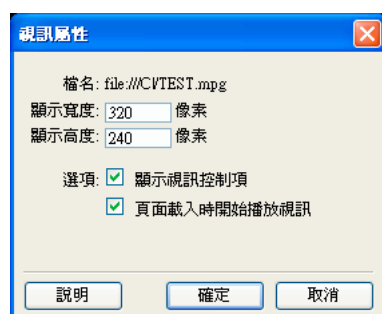 視訊屬性
檔名: file:///C|/TEST.mpg
顯示寬度: 320 像素
顯示高度: 240 像素
選項: 顯示視訊控制項
頁面載入時開始播放視訊
說明 確定 取消